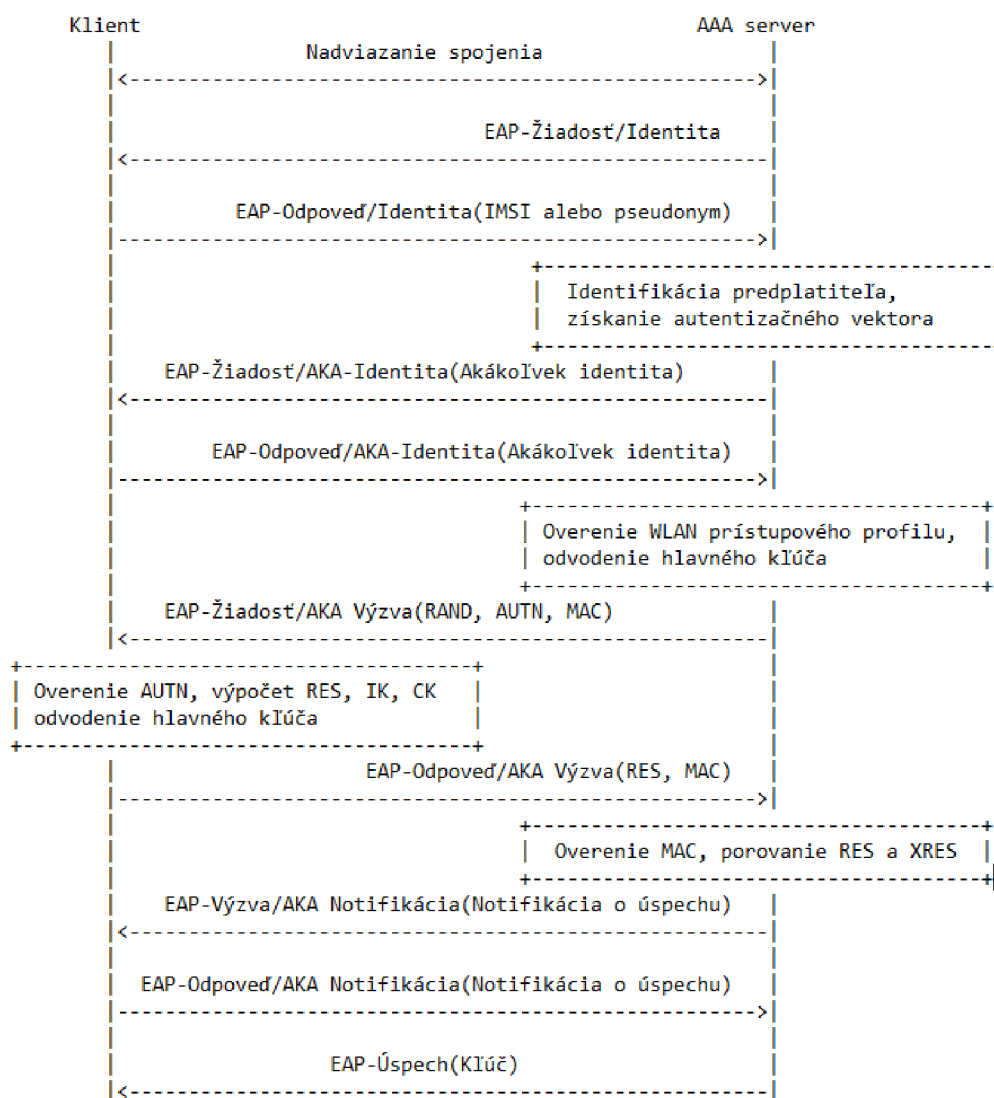 Klient AAA server
Nadviazanie spojenia
EAP-Žiadosť/Identita
EAP-Odpoveď/Identita(IMSI alebo pseudonym)
Identifikácia predplatiteľa,
získanie autentizačného vektora
EAP-Žiadosť/AKA-Identita(Akákoľvek identita)
EAP-Odpoveď/AKA-Identita(Akákoľvek identita)
Overenie WLAN prístupového profilu,
odvodenie hlavného kľúča
EAP-Žiadosť/AKA Výzva(RAND, AUTN, MAC)
Overenie AUTN, výpočet RES, IK, CK
odvodenie hlavného kľúča
EAP-Odpoveď/AKA Výzva(RES, MAC)
Overenie MAC, porovanie RES a XRES
EAP-Výzva/AKA Notifikácia(Notifikácia o úspechu)
EAP-Odpoveď/AKA Notifikácia(Notifikácia o úspechu)
EAP-Úspech(Kľúč)